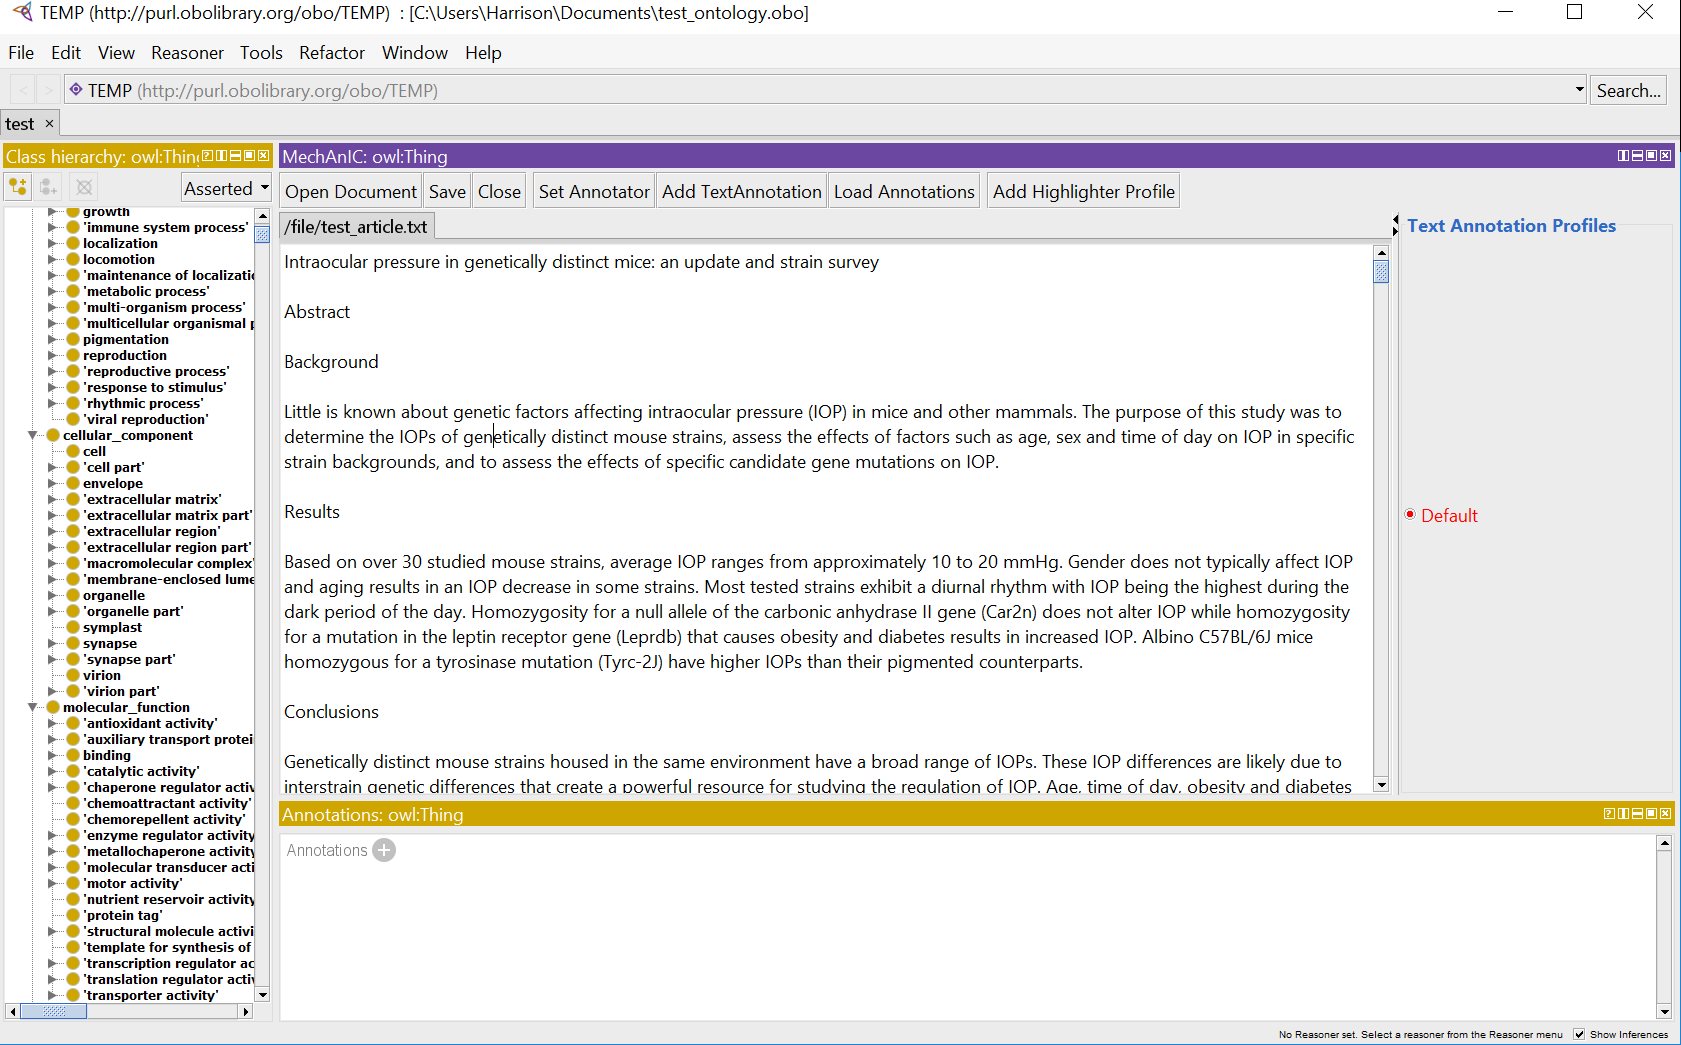 TEMP (http://purl.obolibrary.org/obo/TEMP) : [C:\Users\Harrison\Documents\test_ontology.obo]
File Edit View Reasoner Tools Refactor Window Help
< > TEMP (http://purl.obolibrary.org/obo/TEMP) Search...
test ×
Class hierarchy: owl:Thing
Asserted
growth
'immune system process'
localization
locomotion
'maintenance of localizatio
'metabolic process'
'multi-organism process'
'multicellular organismal p
pigmentation
reproduction
'reproductive process'
'response to stimulus'
'rhythmic process'
'viral reproduction'
cellular_component
cell
'cell part'
envelope
'extracellular matrix'
'extracellular matrix part'
'extracellular region'
'extracellular region part'
'macromolecular complex'
'membrane-enclosed lume
organelle
'organelle part'
symplast
synapse
'synapse part'
virion
'virion part'
molecular_function
'antioxidant activity'
'auxiliary transport protei
binding
'catalytic activity'
'chaperone regulator activ
'chemoattractant activity'
'chemorepellent activity'
'enzyme regulator activity
'metallochaperone activity
'molecular transducer acti
'motor activity'
'nutrient reservoir activity
'protein tag'
'structural molecule activi
'template for synthesis of
'transcription regulator ac
'translation regulator activ
'transporter activity'
MechAnIC: owl:Thing
Open Document Save Close Set Annotator Add TextAnnotation Load Annotations Add Highlighter Profile
/file/test_article.txt
Intraocular pressure in genetically distinct mice: an update and strain survey
Abstract
Background
Little is known about genetic factors affecting intraocular pressure (IOP) in mice and other mammals. The purpose of this study was to
determine the IOPs of genetically distinct mouse strains, assess the effects of factors such as age, sex and time of day on IOP in specific
strain backgrounds, and to assess the effects of specific candidate gene mutations on IOP.
Results
Based on over 30 studied mouse strains, average IOP ranges from approximately 10 to 20 mmHg. Gender does not typically affect IOP
and aging results in an IOP decrease in some strains. Most tested strains exhibit a diurnal rhythm with IOP being the highest during the
dark period of the day. Homozygosity for a null allele of the carbonic anhydrase II gene (Car2n) does not alter IOP while homozygosity
for a mutation in the leptin receptor gene (Leprdb) that causes obesity and diabetes results in increased IOP. Albino C57BL/6J mice
homozygous for a tyrosinase mutation (Tyrc-2J) have higher IOPs than their pigmented counterparts.
Conclusions
Genetically distinct mouse strains housed in the same environment have a broad range of IOPs. These IOP differences are likely due to
interstrain genetic differences that create a powerful resource for studying the regulation of IOP. Age, time of day, obesity and diabetes
Text Annotation Profiles
Default
Annotations: owl:Thing
Annotations
No Reasoner set. Select a reasoner from the Reasoner menu Show Inferences